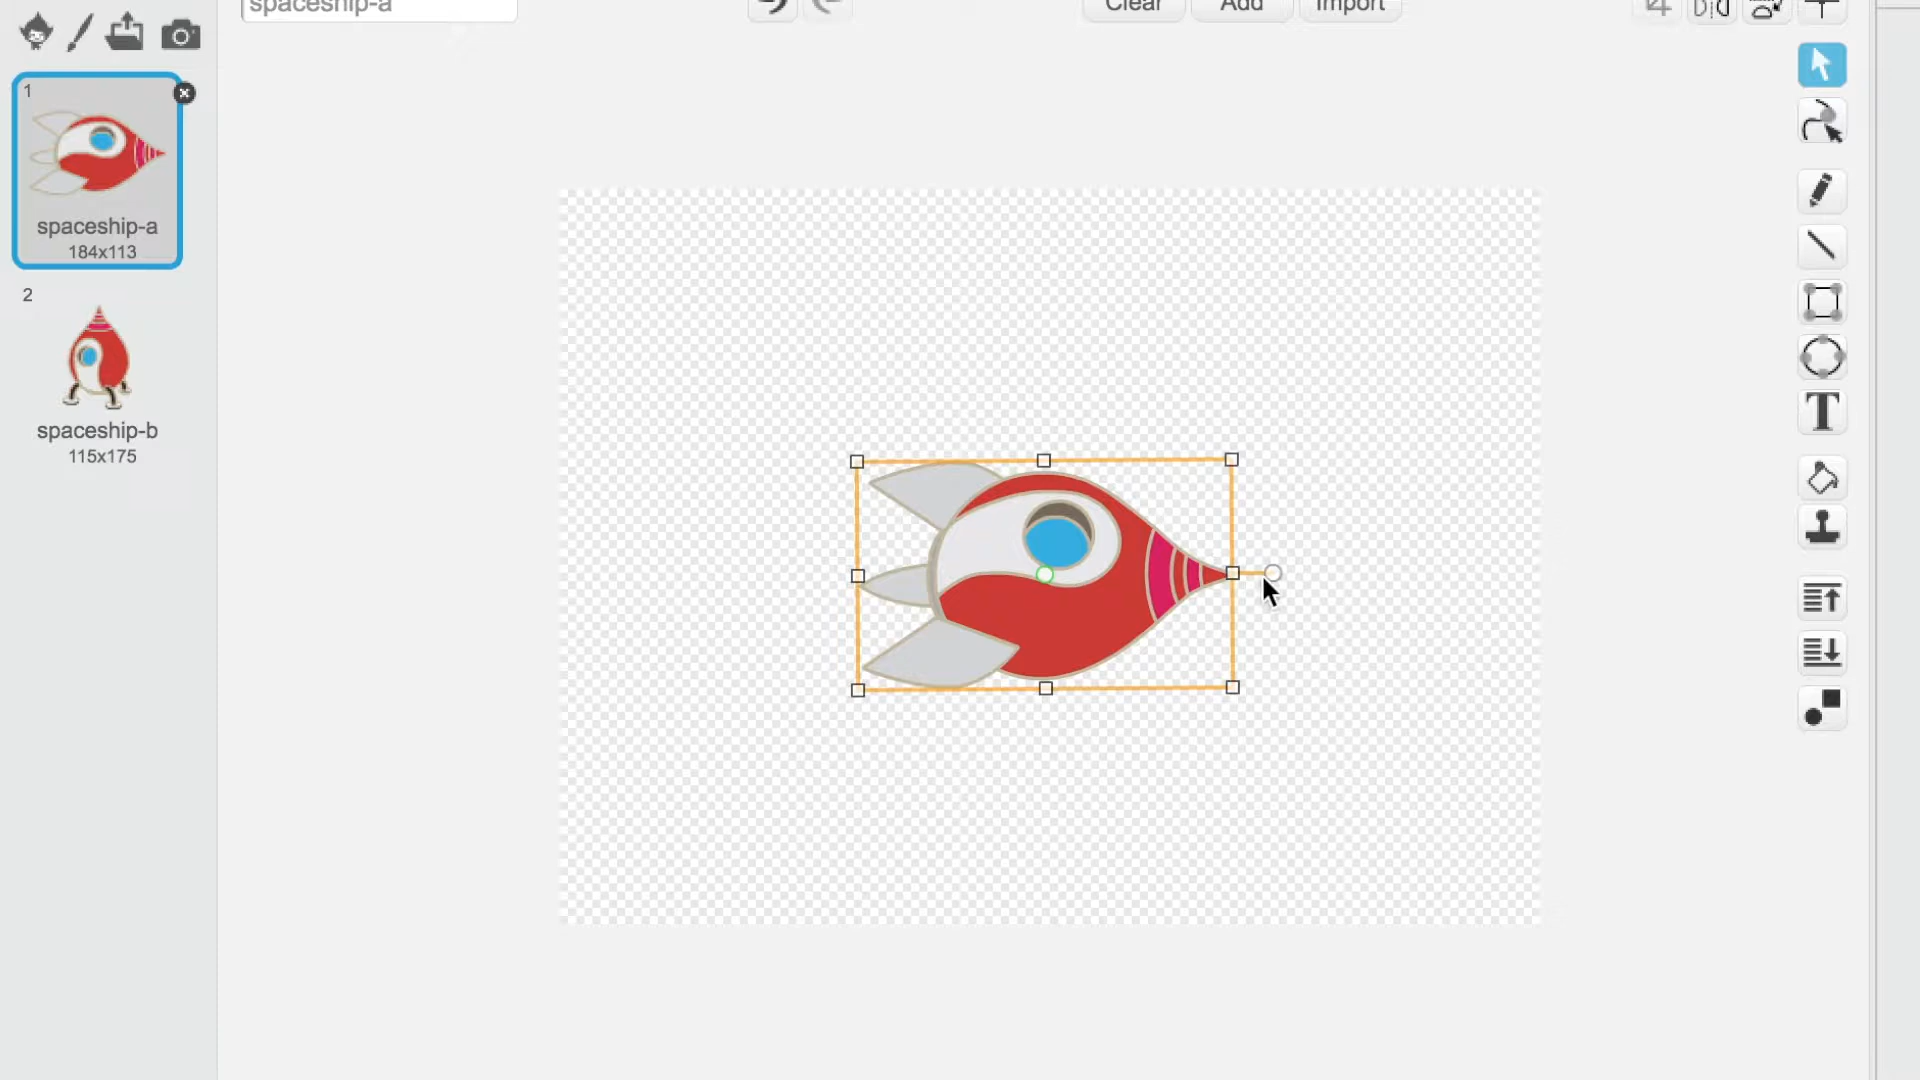 spaceship-a
Clear
Add
Import
1
spaceship-a
184x113
2
spaceship-b
115x175
T